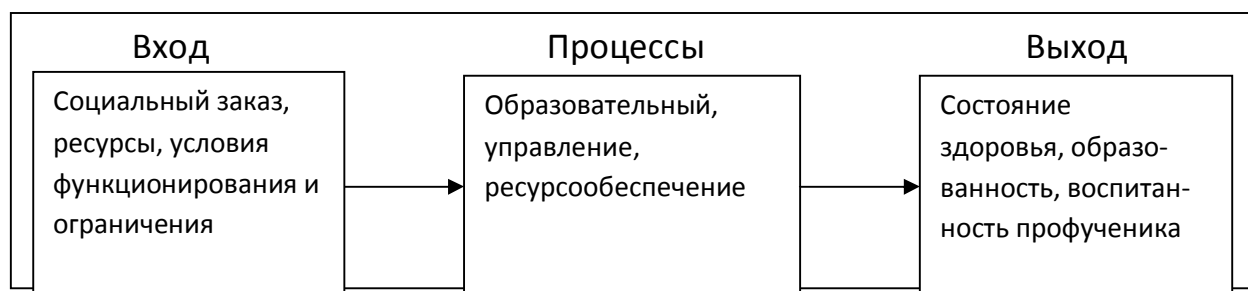 Вход
Процессы
Выход
Социальный заказ,
ресурсы, условия
функционирования и
ограничения
Образовательный,
управление,
ресурсообеспечение
Состояние
здоровья, образо-
ванность, воспитан-
ность профученика